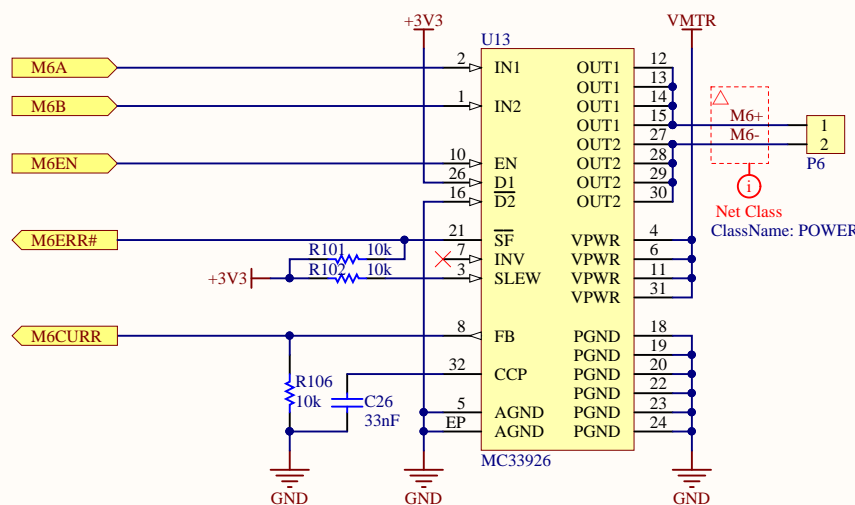 +3V3
VMTR
U13
M6A
2
IN1
OUT1
12
OUT1
13
M6B
1
IN2
OUT1
14
OUT1
15
M6+
1
OUT2
27
M6-
2
M6EN
10
EN
OUT2
28
P6
26
D1
OUT2
29
16
D2
OUT2
30
Net Class
ClassName: POWER
M6ERR#
21
SF
VPWR
4
R101
10k
7
INV
VPWR
6
+3V3
R102
10k
3
SLEW
VPWR
11
VPWR
31
M6CURR
8
FB
PGND
18
PGND
19
32
CCP
PGND
20
R106
10k
C26
33nF
PGND
22
5
AGND
PGND
23
EP
AGND
PGND
24
MC33926
GND
GND
GND